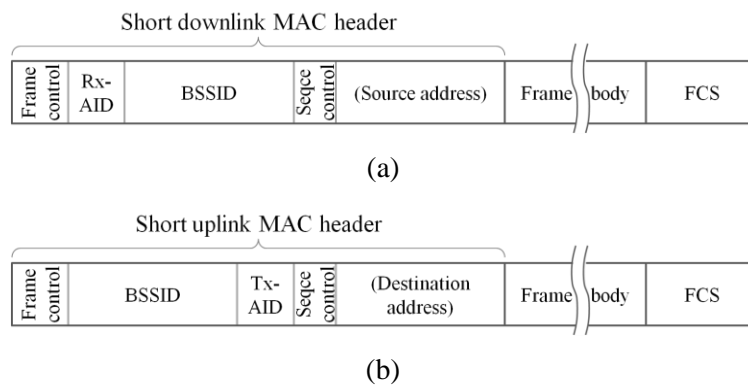 Short downlink MAC header
Frame control
Rx-
AID
BSSID
Seqce control
(Source address)
Frame body
FCS
(a)
Short uplink MAC header
Frame control
BSSID
Tx-
AID
Seqce control
(Destination
address)
Frame body
FCS
(b)